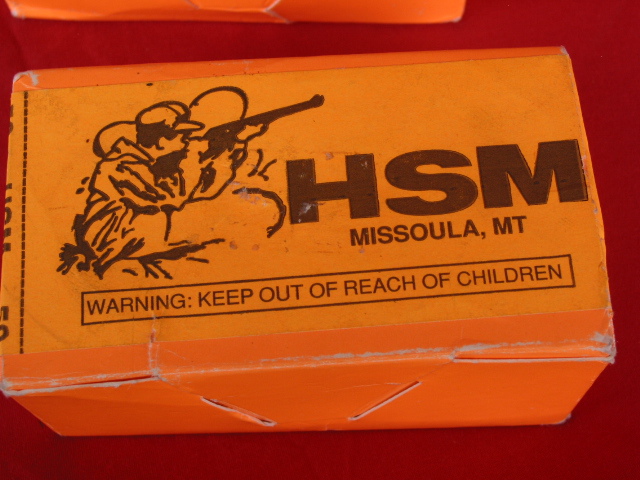 HSM
MISSOULA, MT
WARNING: KEEP OUT OF REACH OF CHILDREN